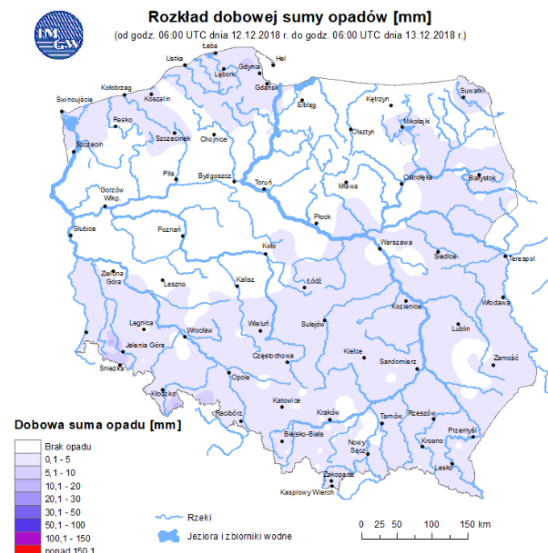 Rozkład dobowej sumy opadów [mm]
(od godz. 06:00 UTC dnia 12.12.2018 r. do godz. 06:00 UTC dnia 13.12.2018 r.)
IM
GW
Łeba
Ustka
Hel
Lębork
Gdynia
Gdańsk
Kołobrzeg
Koszalin
Elbląg
Kętrzyn
Suwałki
Świnoujście
Resko
Szczecinek
Chojnice
Olsztyn
Mikołajki
Szczecin
Piła
Bydgoszcz
Toruń
Mława
Ostrołęka
Białystok
Gorzów
Wlkp.
Płock
Słubice
Poznań
Koło
Warszawa
Siedlce
Terespol
Zielona
Góra
Leszno
Kalisz
Łódź
Kozienice
Włodawa
Legnica
Wrocław
Wieluń
Sulejów
Lublin
Jelenia Góra
Śnieżka
Częstochowa
Kielce
Sandomierz
Zamość
Kłodzko
Opole
Katowice
Racibórz
Kraków
Tarnów
Rzeszów
Przemyśl
Bielsko-Biała
Nowy
Sącz
Krosno
Lesko
Zakopane
Kasprowy Wierch
Dobowa suma opadu [mm]
Brak opadu
0,1 - 5
5,1 - 10
10,1 - 20
20,1 - 30
30,1 - 50
50,1 - 100
100,1 - 150
ponad 150,1
Rzeki
Jeziora i zbiorniki wodne
0 25 50 100 150 km